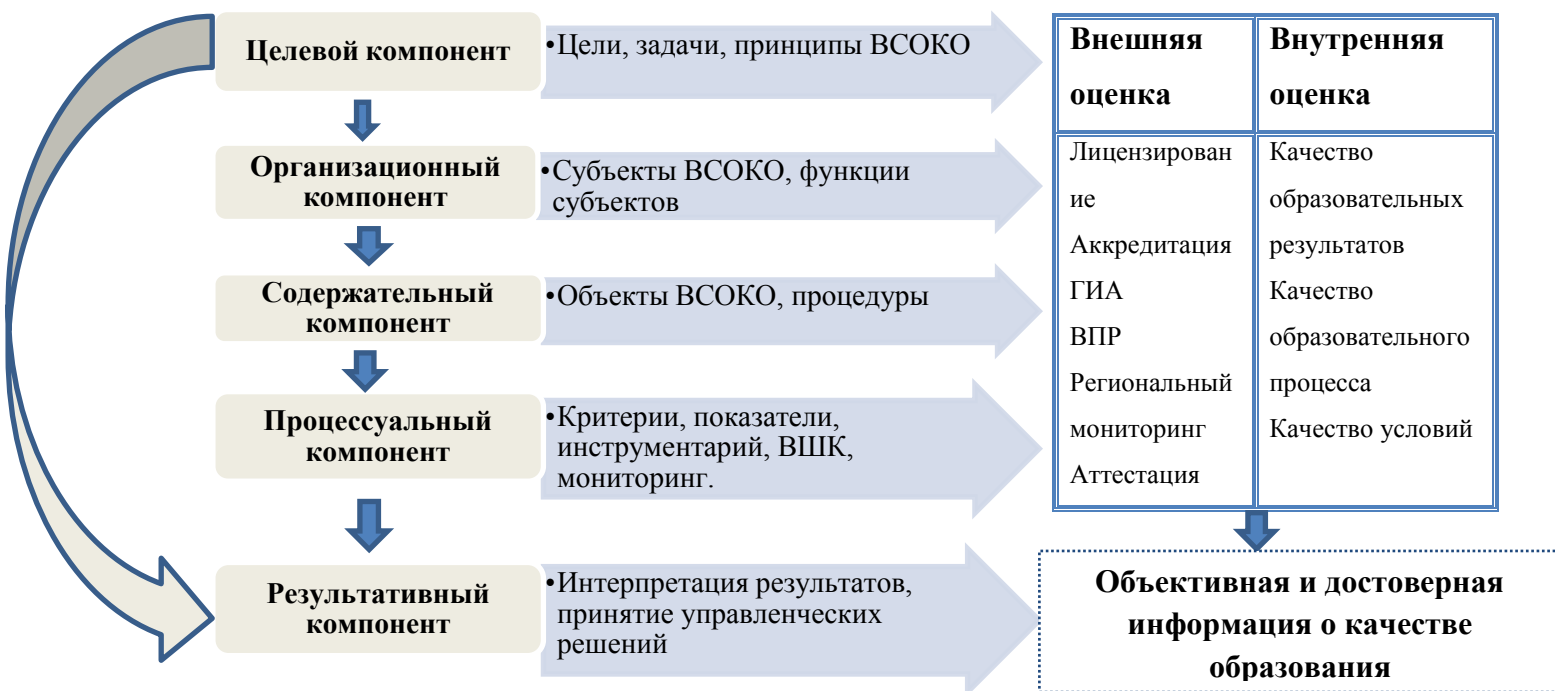 Целевой компонент
•Цели, задачи, принципы ВСОКО
Организационный
компонент
•Субъекты ВСОКО, функции
субъектов
Содержательный
компонент
•Объекты ВСОКО, процедуры
Процессуальный
компонент
•Критерии, показатели,
инструментарий, ВШК,
мониторинг.
Результативный
компонент
•Интерпретация результатов,
принятие управленческих
решений
Внешняя
оценка
Внутренняя
оценка
Лицензирован
ие
Аккредитация
ГИА
ВПР
Региональный
мониторинг
Аттестация
Качество
образовательных
результатов
Качество
образовательного
процесса
Качество условий
Объективная и достоверная
информация о качестве
образования